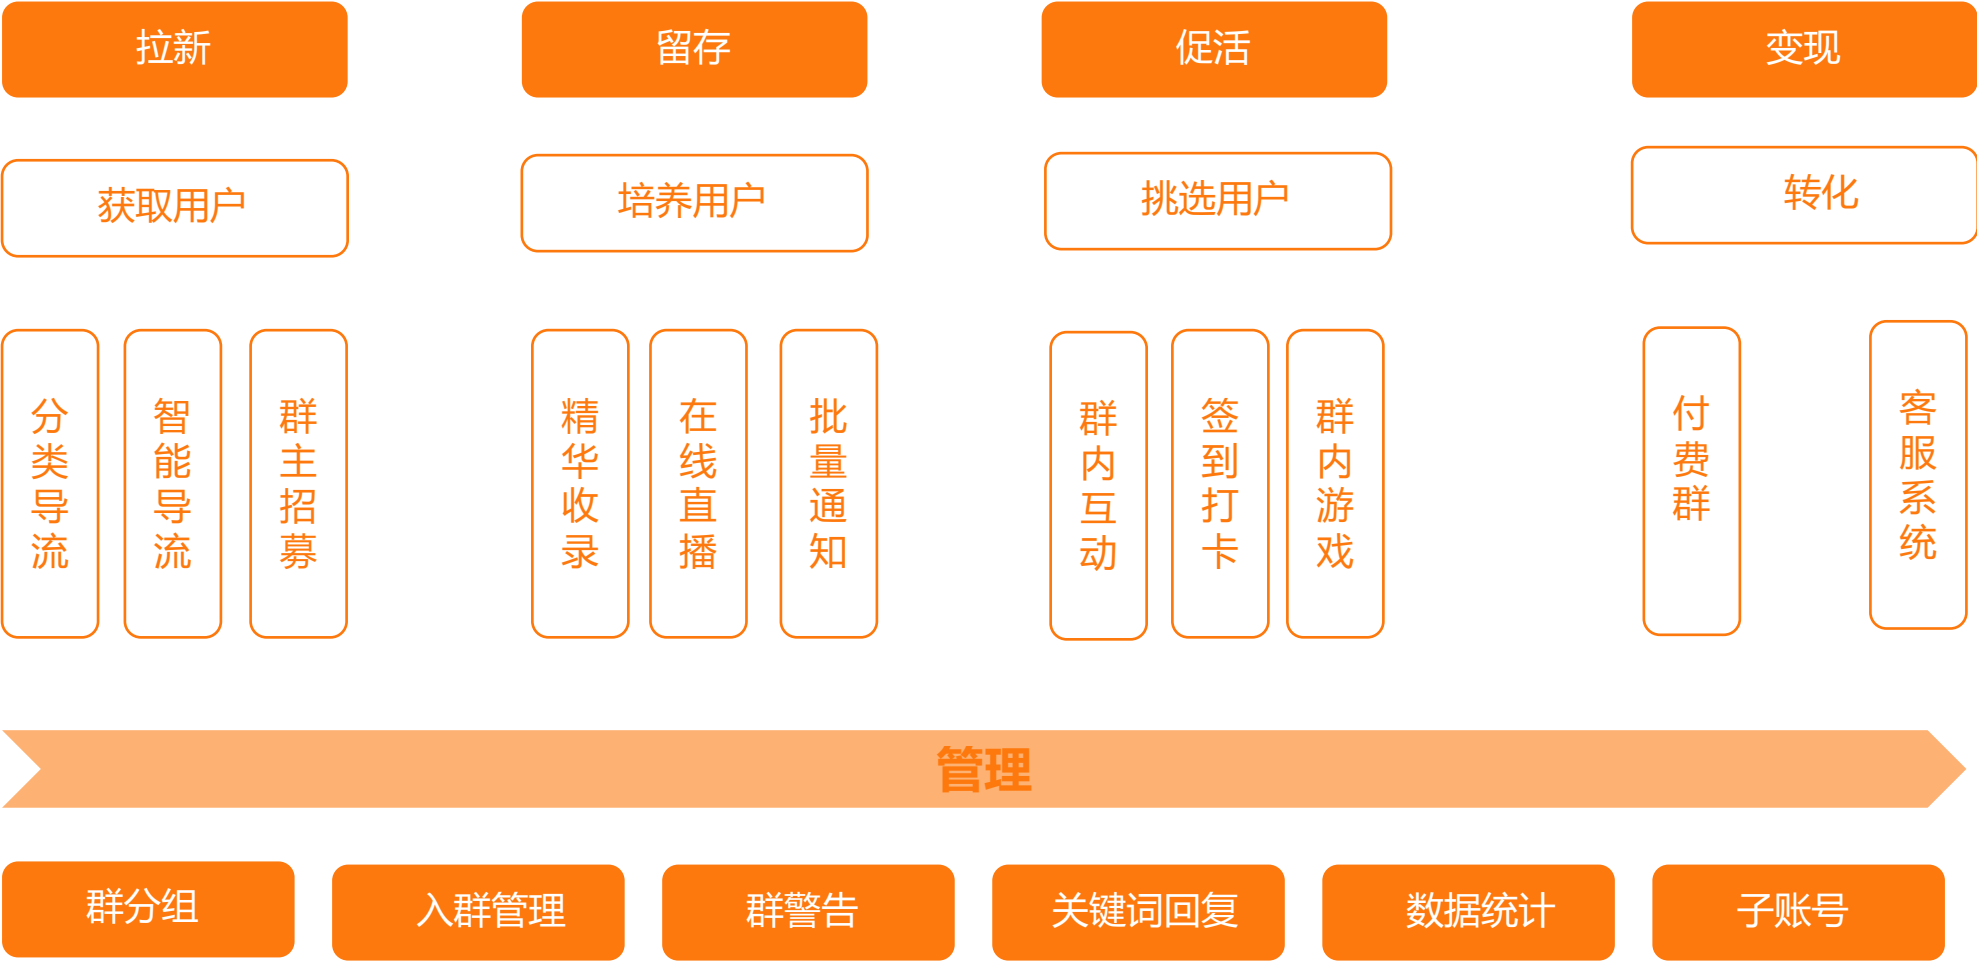 拉新
留存
促活
变现
获取用户
培养用户
挑选用户
转化
分类导流
智能导流
群主招募
精华收录
在线直播
批量通知
群内互动
签到打卡
群内游戏
付费群
客服系统
管理
群分组
入群管理
群警告
关键词回复
数据统计
子账号